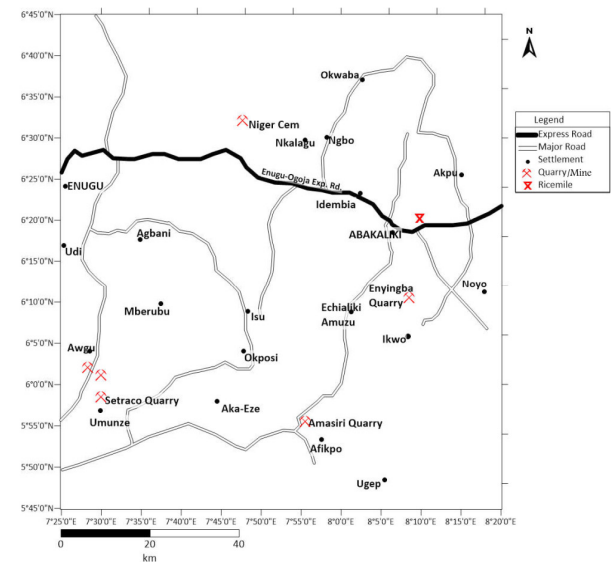 6°45'0"N
6°40'0"N
6°35'0"N
6°30'0"N
6°25'0"N
6°20'0"N
6°15'0"N
6°10'0"N
6°5'0"N
6°0'0"N
5°55'0"N
5°50'0"N
5°45'0"N
Okwaba
Niger Cem
Nkalagu
Ngbo
Enugu-Ogoja Exp. Rd.
Akpu
ENUGU
Idembia
Agbani
ABAKALIKI
Udi
Noyo
Enyingba
Quarry
Mberubu
Isu
Echialiki
Amuzu
Ikwo
Awgu
Okposi
Setraco Quarry
Aka-Eze
Umunze
Amasiri Quarry
Afikpo
Ugep
7°25'0"E 7°30'0"E 7°35'0"E 7°40'0"E 7°45'0"E 7°50'0"E 7°55'0"E 8°0'0"E 8°5'0"E 8°10'0"E 8°15'0"E 8°20'0"E
0 20 40
km
N
Legend
Express Road
Major Road
Settlement
Quarry/Mine
Ricemile